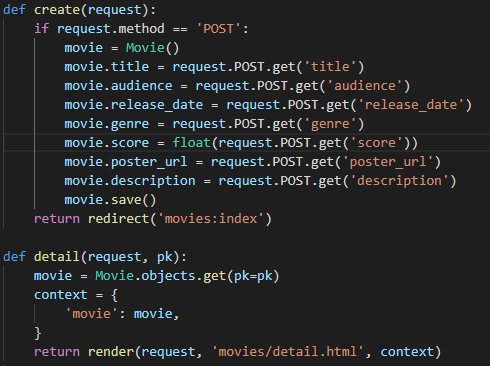 def create(request):
    if request.method == 'POST':
        movie = Movie()
        movie.title = request.POST.get('title')
        movie.audience = request.POST.get('audience')
        movie.release_date = request.POST.get('release_date')
        movie.genre = request.POST.get('genre')
        movie.score = float(request.POST.get('score'))
        movie.poster_url = request.POST.get('poster_url')
        movie.description = request.POST.get('description')
        movie.save()
    return redirect('movies:index')

def detail(request, pk):
    movie = Movie.objects.get(pk=pk)
    context = {
        'movie': movie,
    }
    return render(request, 'movies/detail.html', context)